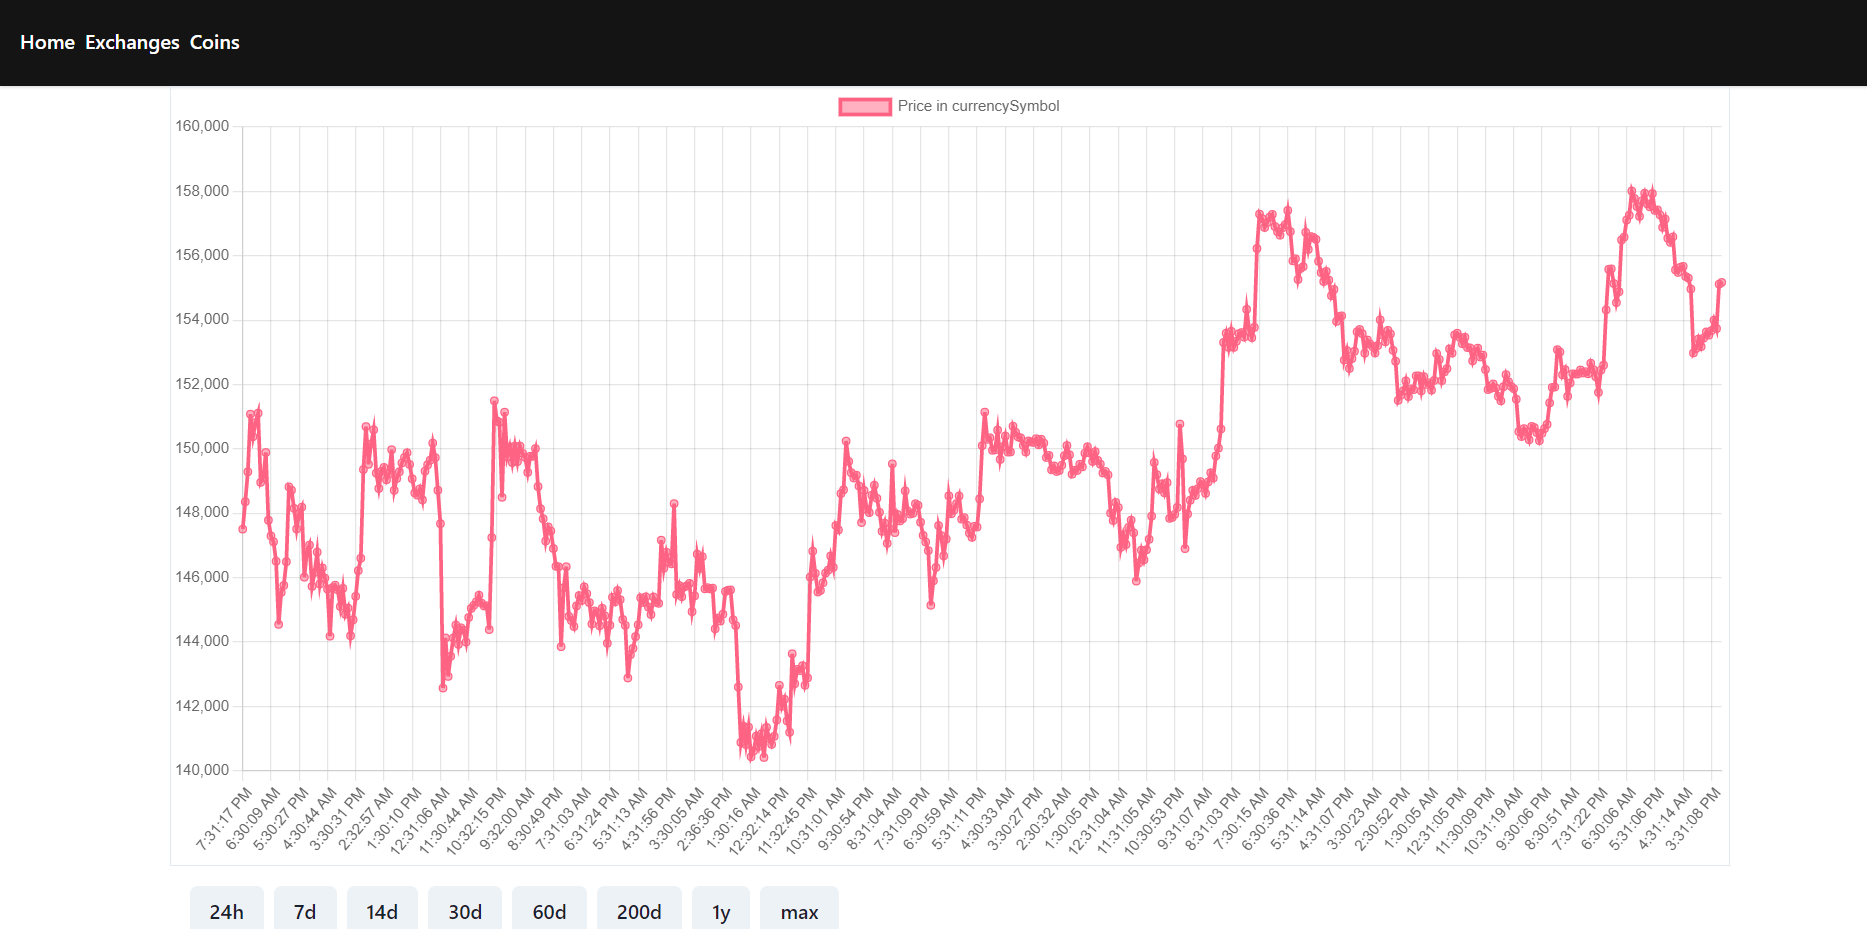 Home Exchanges Coins
Price in currencySymbol
160,000
158,000
156,000
154,000
152,000
150,000
148,000
146,000
144,000
142,000
140,000
7:31:17 PM 6:30:09 AM 5:30:27 PM 4:30:44 AM 3:30:31 PM 2:32:57 AM 1:30:10 PM 12:31:06 AM 11:30:44 AM 10:32:15 PM 9:32:00 AM 8:30:49 PM 7:31:03 AM 6:31:24 PM 5:31:13 AM 4:31:56 PM 3:30:05 AM 2:36:36 PM 1:30:16 AM 12:32:14 PM 11:32:45 PM 10:31:01 AM 9:30:54 PM 8:31:04 AM 7:31:09 PM 6:30:59 AM 5:31:11 PM 4:30:33 AM 3:30:27 PM 2:30:32 AM 1:30:05 PM 12:31:04 AM 11:31:05 AM 10:30:53 PM 9:31:07 AM 8:31:03 PM 7:30:15 AM 6:30:36 PM 5:31:14 AM 4:31:07 PM 3:30:23 AM 2:30:52 PM 1:30:05 AM 12:31:05 PM 11:30:09 PM 10:31:19 AM 9:30:06 PM 8:30:51 AM 7:31:22 PM 6:30:06 AM 5:31:06 PM 4:31:14 AM 3:31:08 PM
24h 7d 14d 30d 60d 200d 1y max